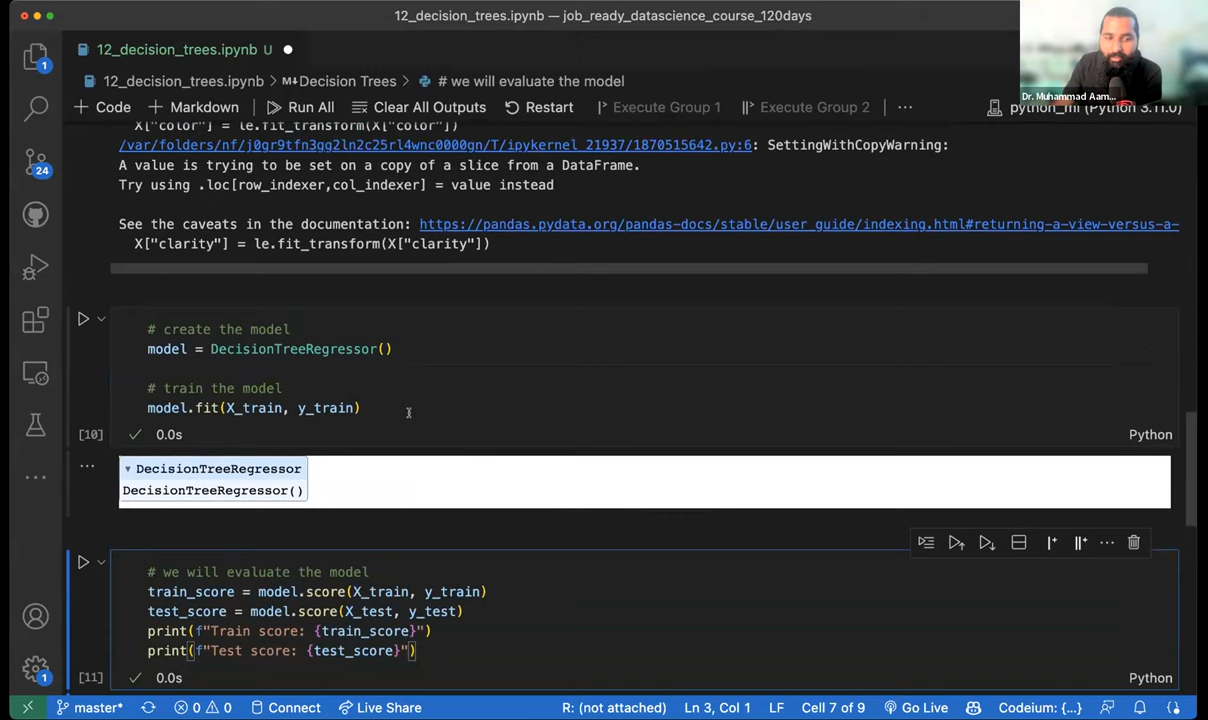 12_decision_trees.ipynb — job_ready_datascience_course_120days
12_decision_trees.ipynb U
12_decision_trees.ipynb > M↓Decision Trees > # we will evaluate the model
Dr. Muhammad Aam...
+ Code + Markdown Run All Clear All Outputs Restart Execute Group 1 Execute Group 2 ... python_ml (Python 3.11.0)
X["color"] = le.fit_transform(X["color"])
/var/folders/nf/j0gr9tfn3gq2ln2c25rl4wnc0000gn/T/ipykernel_21937/1870515642.py:6: SettingWithCopyWarning:
A value is trying to be set on a copy of a slice from a DataFrame.
Try using .loc[row_indexer,col_indexer] = value instead
See the caveats in the documentation: https://pandas.pydata.org/pandas-docs/stable/user_guide/indexing.html#returning-a-view-versus-a-
X["clarity"] = le.fit_transform(X["clarity"])
# create the model
model = DecisionTreeRegressor()
# train the model
model.fit(X_train, y_train)
[10] 0.0s Python
DecisionTreeRegressor
DecisionTreeRegressor()
# we will evaluate the model
train_score = model.score(X_train, y_train)
test_score = model.score(X_test, y_test)
print(f"Train score: {train_score}")
print(f"Test score: {test_score}")
[11] 0.0s Python
1
24
1
master* 0 0 Connect Live Share R: (not attached) Ln 3, Col 1 LF Cell 7 of 9 Go Live Codeium: {...}